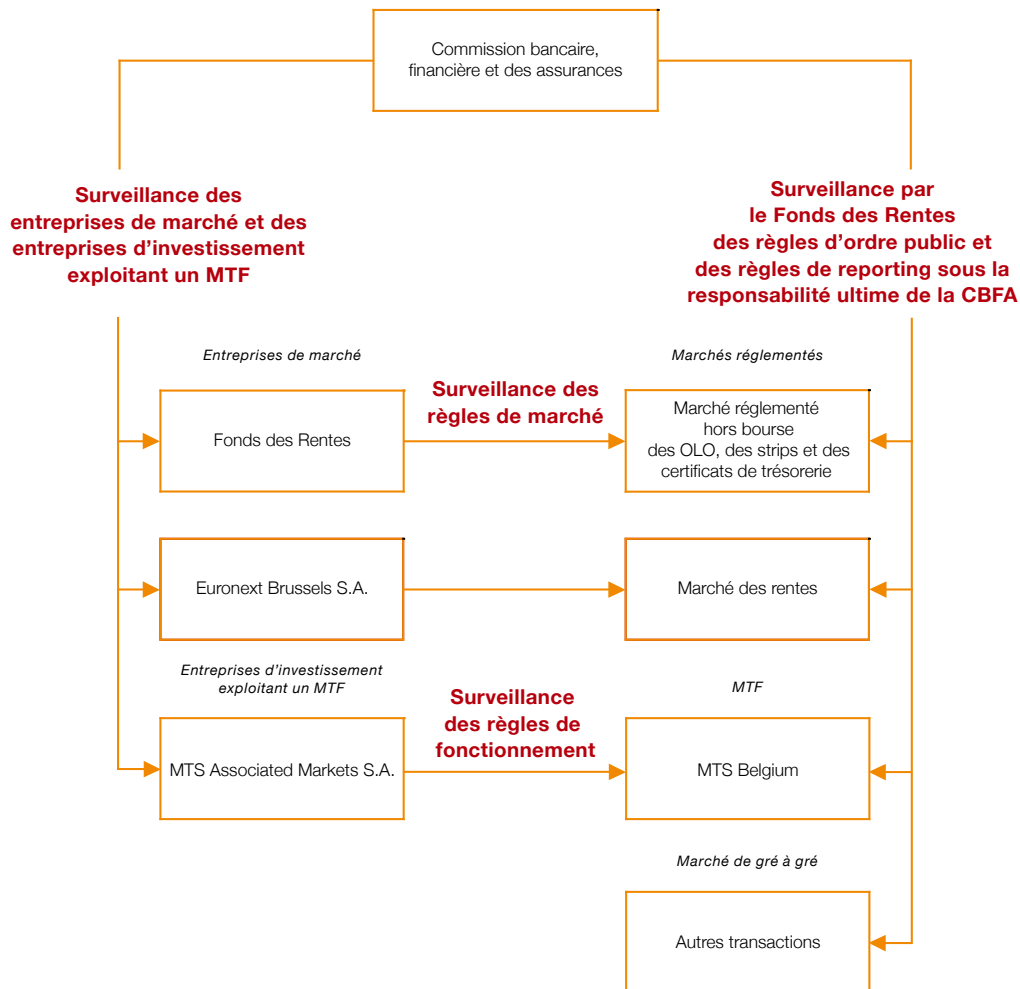 Commission bancaire,
financière et des assurances
Surveillance des
entreprises de marché et des
entreprises d'investissement
exploitant un MTF
Surveillance par
le Fonds des Rentes
des règles d'ordre public et
des règles de reporting sous la
responsabilité ultime de la CBFA
Entreprises de marché
Marchés réglementés
Surveillance des
règles de marché
Fonds des Rentes
Marché réglementé
hors bourse
des OLO, des strips et des
certificats de trésorerie
Euronext Brussels S.A.
Marché des rentes
Entreprises d'investissement
exploitant un MTF
MTF
Surveillance
des règles de
fonctionnement
MTS Associated Markets S.A.
MTS Belgium
Marché de gré à gré
Autres transactions